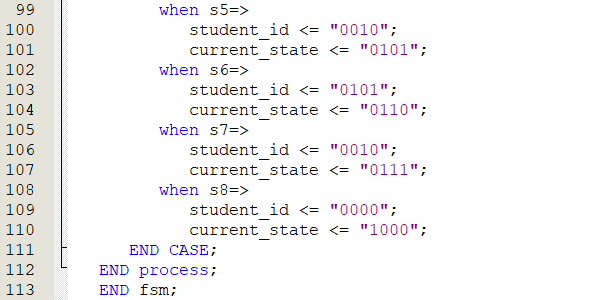 99 when s5=>
100 student_id <= "0010";
101 current_state <= "0101";
102 when s6=>
103 student_id <= "0101";
104 current_state <= "0110";
105 when s7=>
106 student_id <= "0010";
107 current_state <= "0111";
108 when s8=>
109 student_id <= "0000";
110 current_state <= "1000";
111 END CASE;
112 END process;
113 END fsm;